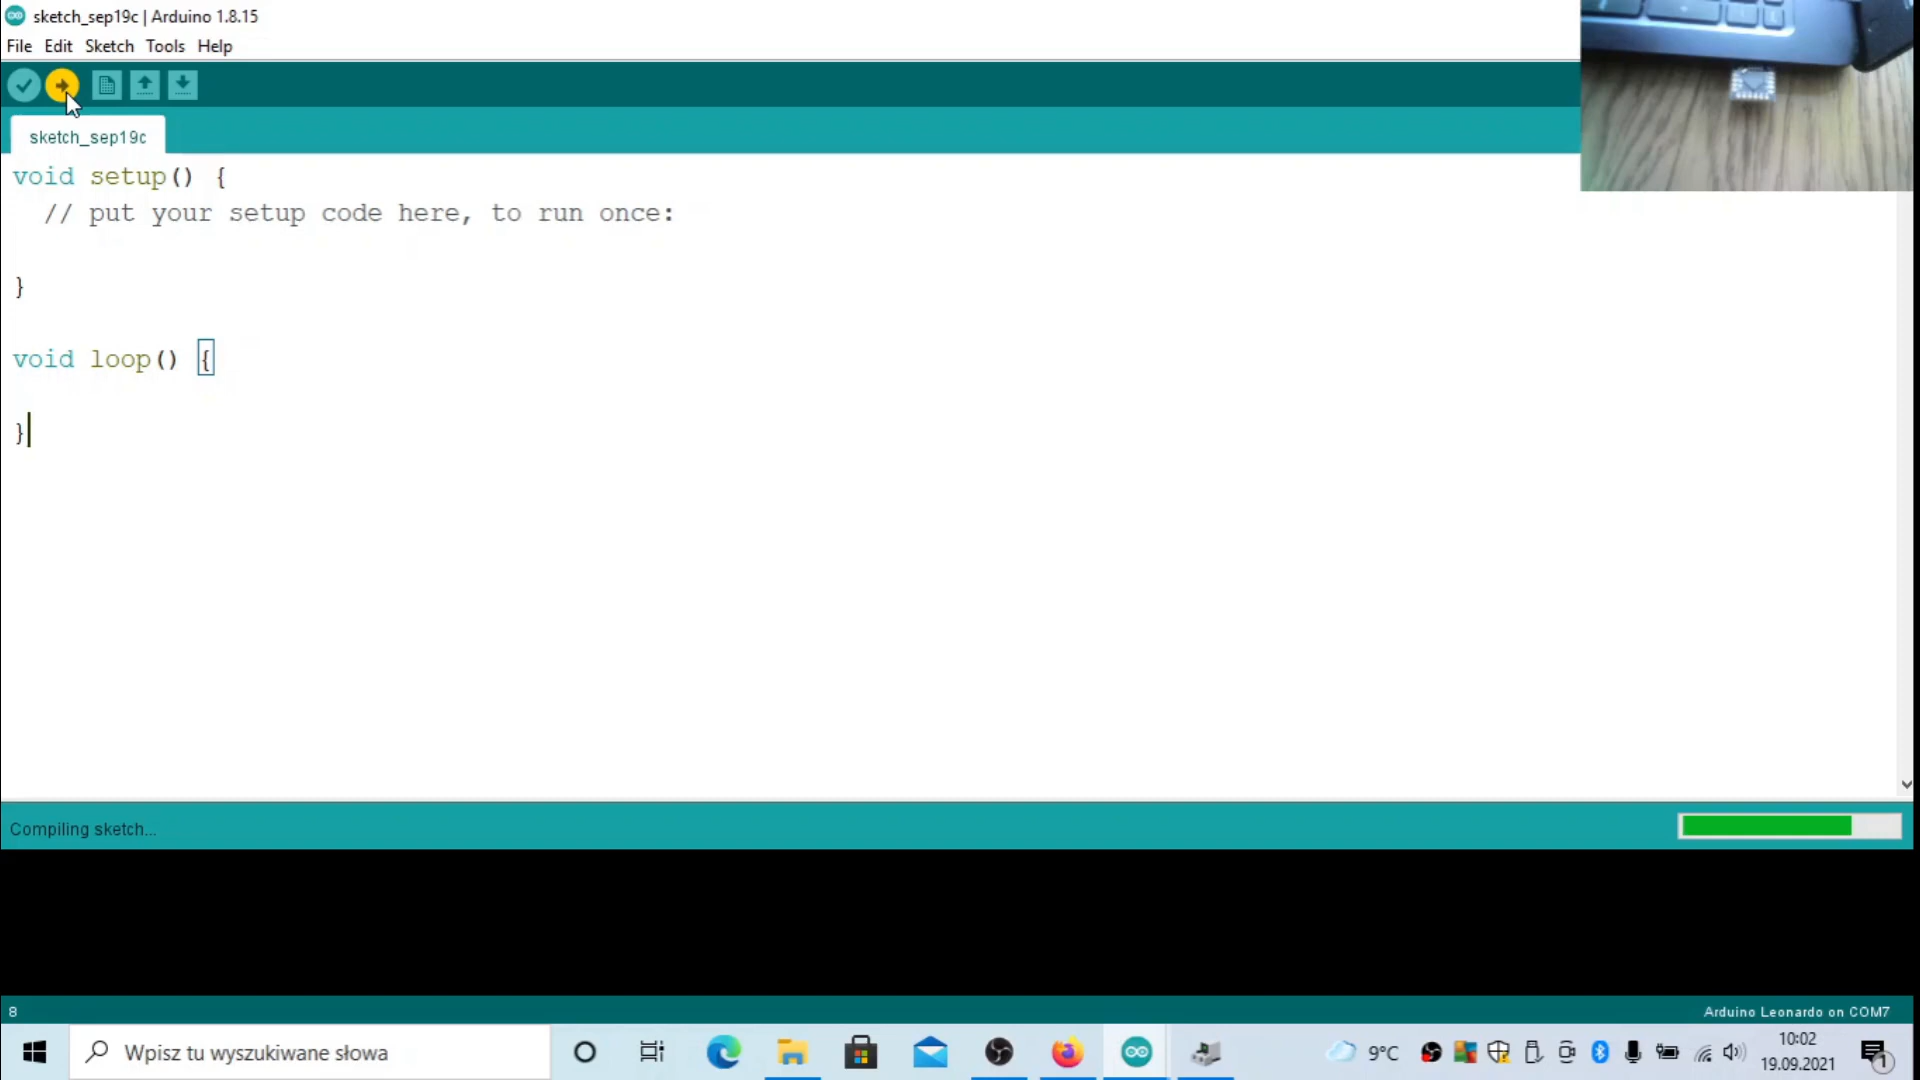 sketch_sep19c | Arduino 1.8.15
File Edit Sketch Tools Help
sketch_sep19c
void setup() {
// put your setup code here, to run once:
}
void loop() {
}
Compiling sketch...
8
Arduino Leonardo on COM7
Wpisz tu wyszukiwane słowa
9°C
10:02
19.09.2021
1